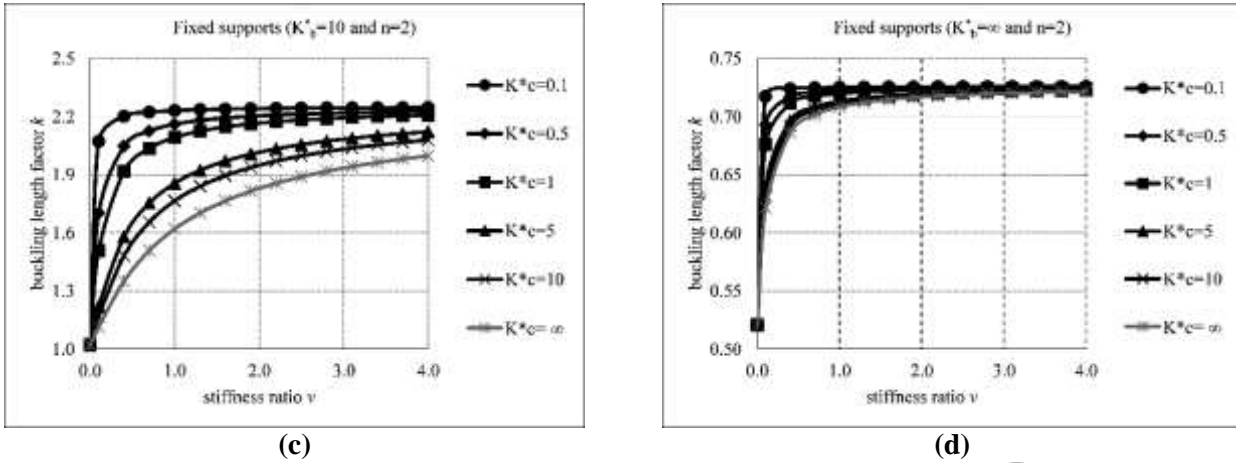 Fixed supports (K*b=10 and n=2)
buckling length factor k
2.5
2.2
1.9
1.6
1.3
1.0
0.0 1.0 2.0 3.0 4.0
stiffness ratio v
K*c=0.1
K*c=0.5
K*c=1
K*c=5
K*c=10
K*c= ∞
(c)
Fixed supports (K*b=∞ and n=2)
buckling length factor k
0.75
0.70
0.65
0.60
0.55
0.50
0.0 1.0 2.0 3.0 4.0
stiffness ratio v
K*c=0.1
K*c=0.5
K*c=1
K*c=5
K*c=10
K*c= ∞
(d)